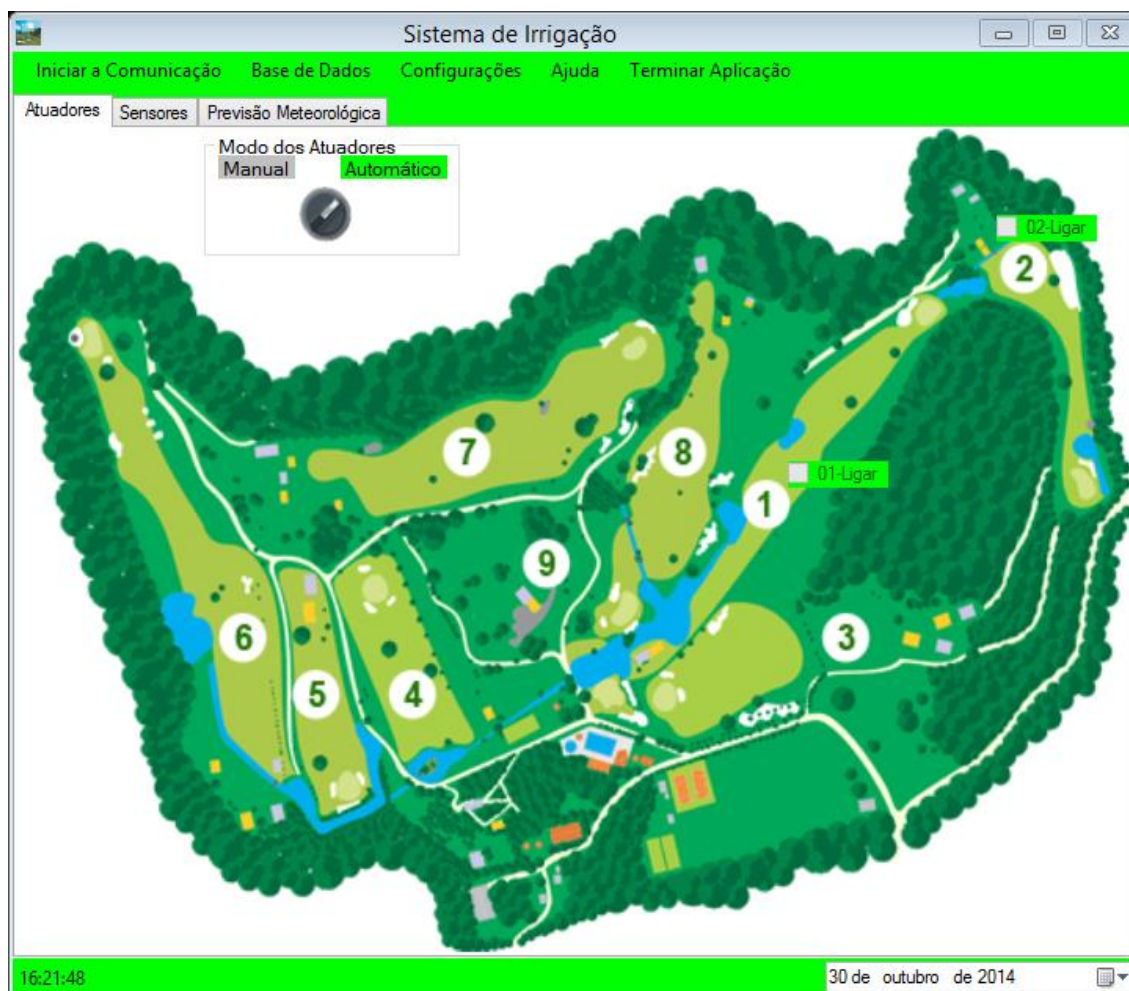 Sistema de Irrigação
Iniciar a Comunicação Base de Dados Configurações Ajuda Terminar Aplicação
Atuadores Sensores Previsão Meteorológica
Modo dos Atuadores
Manual Automático
02-Ligar
2
7
8
01-Ligar
1
9
6
3
5
4
16:21:48
30 de outubro de 2014